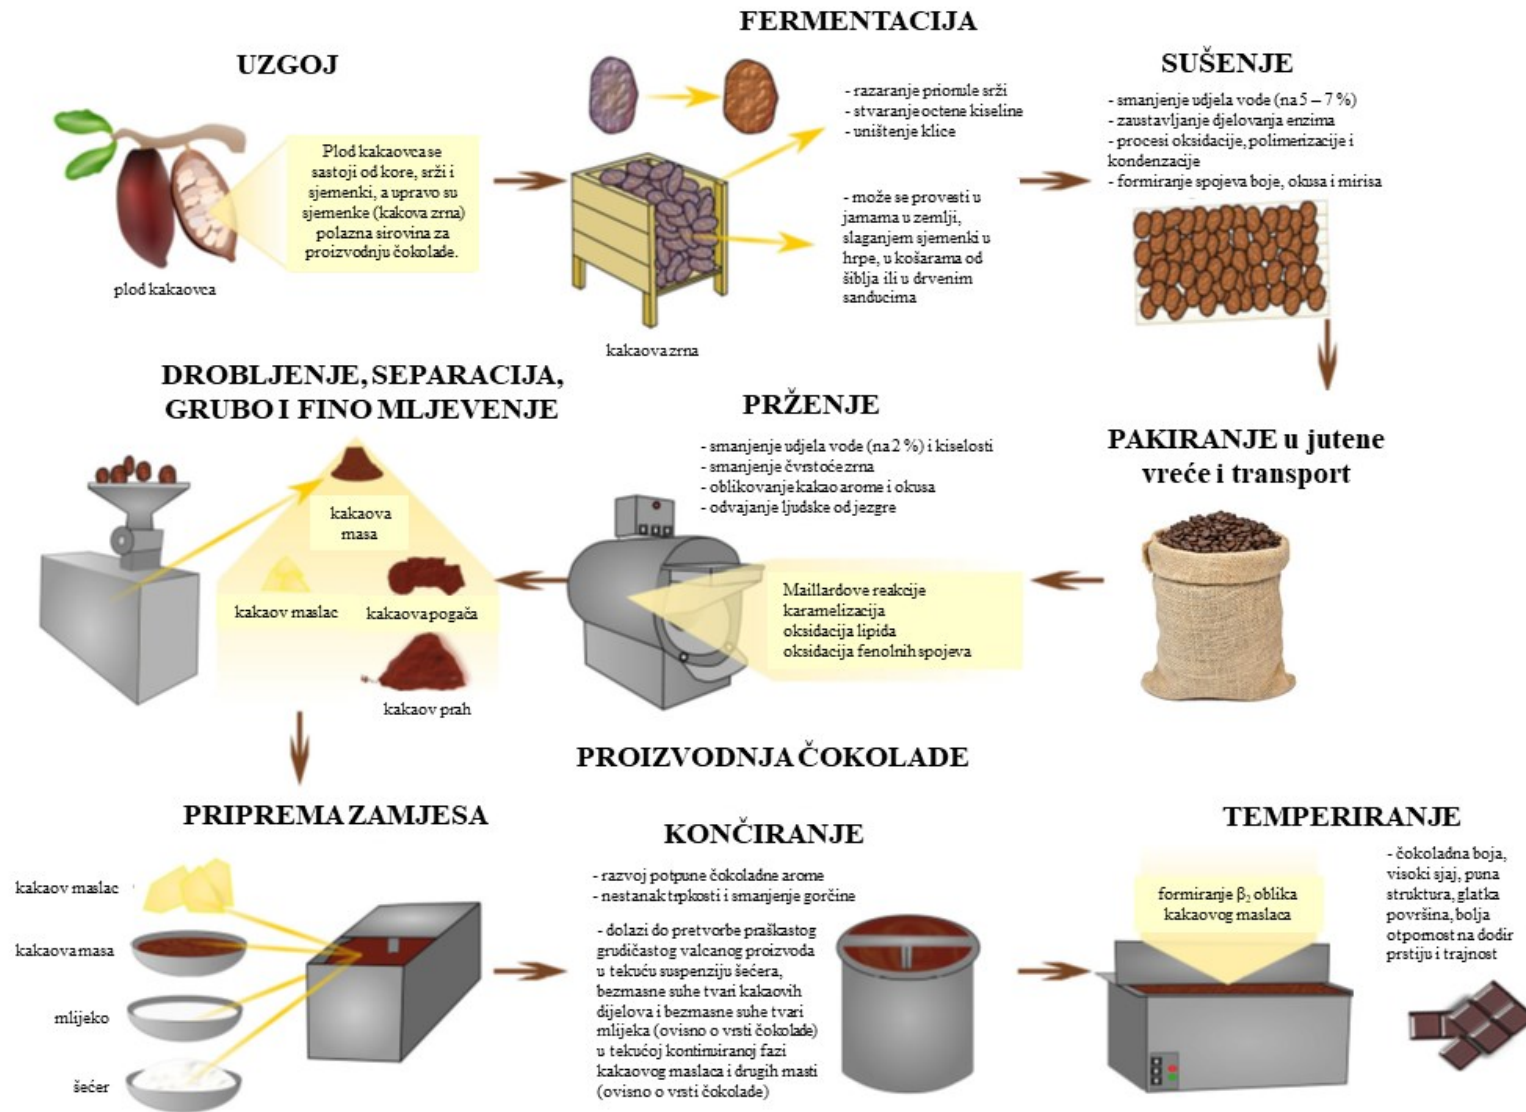 UZGOJ
Plod kakaovca se
sastoji od kore, srži i
sjemenki, a upravo su
sjemenke (kakova zrna)
polazna sirovina za
proizvodnju čokolade.
plod kakaovca
FERMENTACIJA
- razaranje prionule srži
- stvaranje octene kiseline
- uništenje klice
- može se provesti u
jamama u zemlji,
slaganjem sjemenki u
hrpe, u košarama od
šiblja ili u drvenim
sanducima
kakaova zrna
SUŠENJE
- smanjenje udjela vode (na 5 – 7 %)
- zaustavljanje djelovanja enzima
- procesi oksidacije, polimerizacije i
kondenzacije
- formiranje spojeva boje, okusa i mirisa
PAKIRANJE u jutene
vreće i transport
PRŽENJE
- smanjenje udjela vode (na 2 %) i kiselosti
- smanjenje čvrstoće zrna
- oblikovanje kakao arome i okusa
- odvajanje ljudske od jezgre
Maillardove reakcije
karamelizacija
oksidacija lipida
oksidacija fenolnih spojeva
DROBLJENJE, SEPARACIJA,
GRUBO I FINO MLJEVENJE
kakaova
masa
kakaov maslac
kakaova pogača
kakaov prah
PROIZVODNJA ČOKOLADE
PRIPREMA ZAMJESA
kakaov maslac
kakaova masa
mlijeko
šećer
KONČIRANJE
- razvoj potpune čokoladne arome
- nestanak trpkosti i smanjenje gorčine
- dolazi do pretvorbe praškastog
grudičastog valcanog proizvoda
u tekuću suspenziju šećera,
bezmasne suhe tvari kakaovih
dijelova i bezmasne suhe tvari
mlijeka (ovisno o vrsti čokolade)
u tekućoj kontinuiranoj fazi
kakaovog maslaca i drugih masti
(ovisno o vrsti čokolade)
TEMPERIRANJE
formiranje β₂ oblika
kakaovog maslaca
- čokoladna boja,
visoki sjaj, puna
struktura, glatka
površina, bolja
otpornost na dodir
prstiju i trajnost